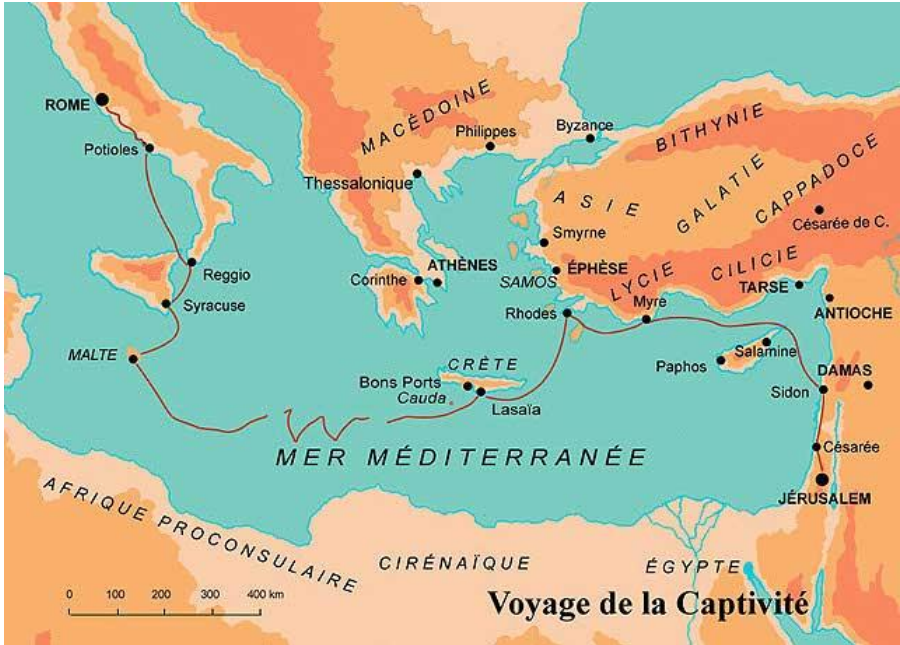 ROME
Potioles
MACÉDOINE
Philippes
Byzance
BITHYNIE
Thessalonique
ASIE
GALATIE
CAPPADOCE
Césarée de C.
Smyrne
Corinthe
ATHÈNES
SAMOS
ÉPHÈSE
LYCIE
CILICIE
TARSE
ANTIOCHE
Reggio
Syracuse
Rhodes
Myre
MALTE
CRÈTE
Paphos
Salamine
DAMAS
Bons Ports
Cauda
Lasaïa
Sidon
MER MÉDITERRANÉE
Césarée
JÉRUSALEM
AFRIQUE PROCONSULAIRE
CIRÉNAÏQUE
ÉGYPTE
0 100 200 300 400 km
Voyage de la Captivité